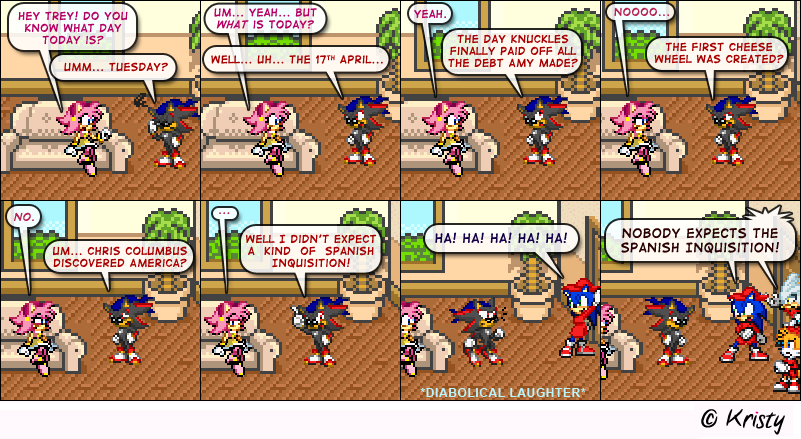 HEY TREY! DO YOU
KNOW WHAT DAY
TODAY IS?
UMM... TUESDAY?
UM... YEAH... BUT
WHAT IS TODAY?
WELL... UH... THE 17TH APRIL...
YEAH.
THE DAY KNUCKLES
FINALLY PAID OFF ALL
THE DEBT AMY MADE?
NOOOO...
THE FIRST CHEESE
WHEEL WAS CREATED?
NO.
UM... CHRIS COLUMBUS
DISCOVERED AMERICA?
...
WELL I DIDN'T EXPECT
A KIND OF SPANISH
INQUISITION!
HA! HA! HA! HA! HA!
*DIABOLICAL LAUGHTER*
NOBODY EXPECTS THE
SPANISH INQUISITION!
© Kristy